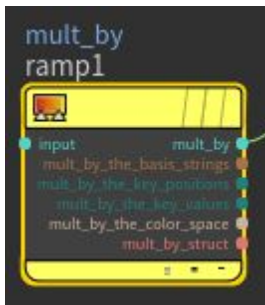 mult_by
ramp1
input mult_by
mult_by_the_basis_strings
mult_by_the_key_positions
mult_by_the_key_values
mult_by_the_color_space
mult_by_struct